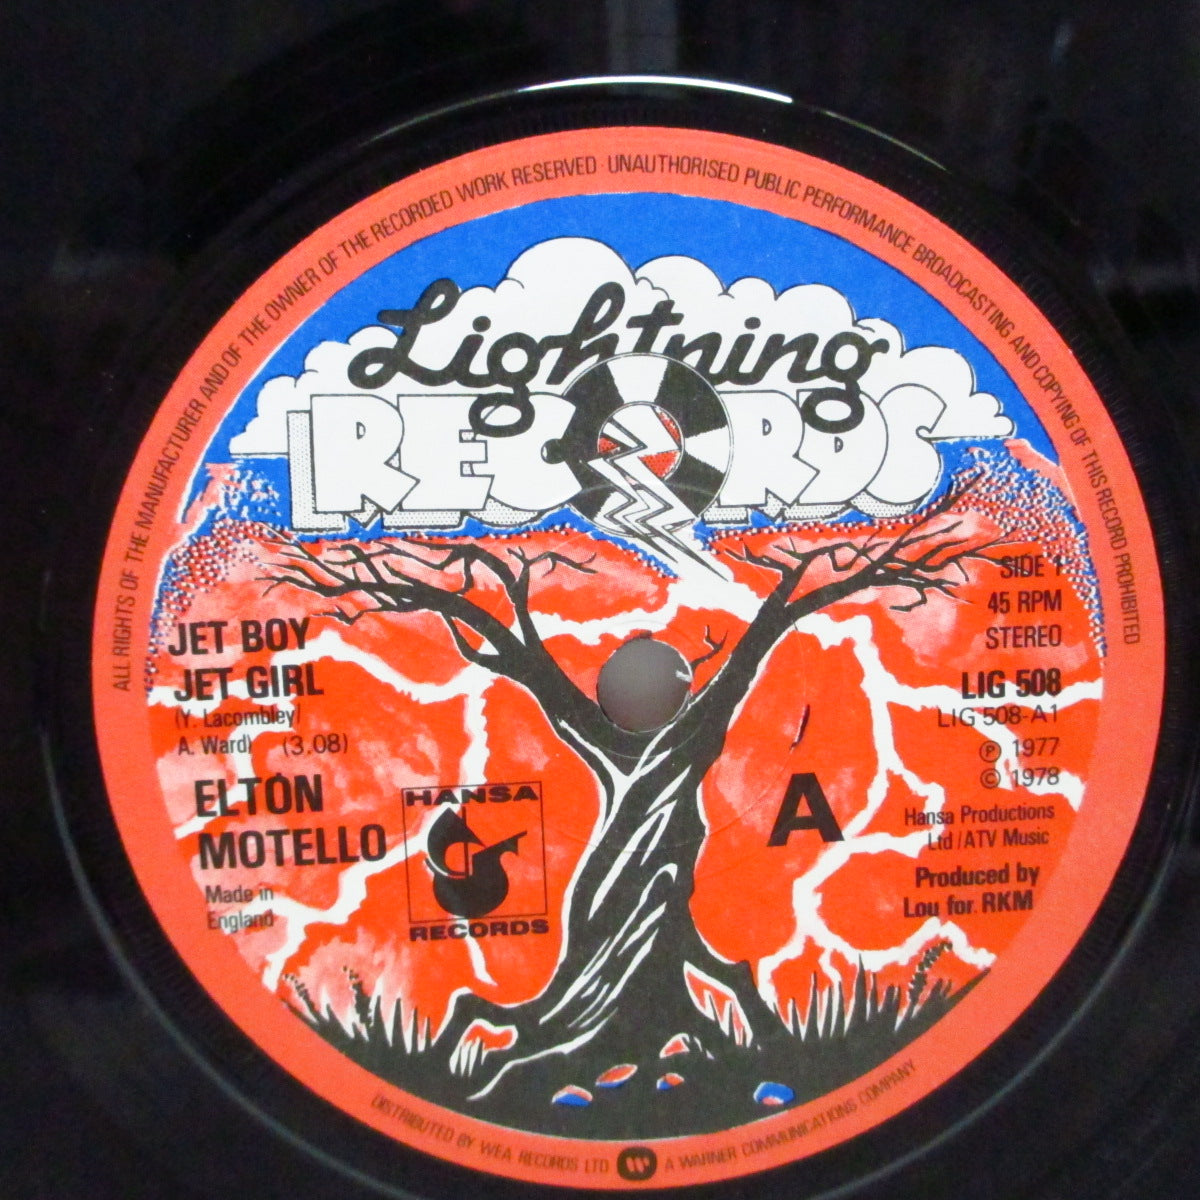 ALL RIGHTS OF THE MANUFACTURER AND OF THE OWNER OF THE RECORDED WORK RESERVED · UNAUTHORISED PUBLIC PERFORMANCE BROADCASTING AND COPYING OF THIS RECORD PROHIBITED
Lightning
RECORDS
SIDE 1
45 RPM
STEREO
LIG 508
LIG 508-A1
℗ 1977
© 1978
Hansa Productions
Ltd / ATV Music
Produced by
Lou for RKM
JET BOY
JET GIRL
(Y. Lacombley/
A. Ward) (3.08)
ELTON
MOTELLO
Made in
England
HANSA
RECORDS
A
DISTRIBUTED BY WEA RECORDS LTD W A WARNER COMMUNICATIONS COMPANY